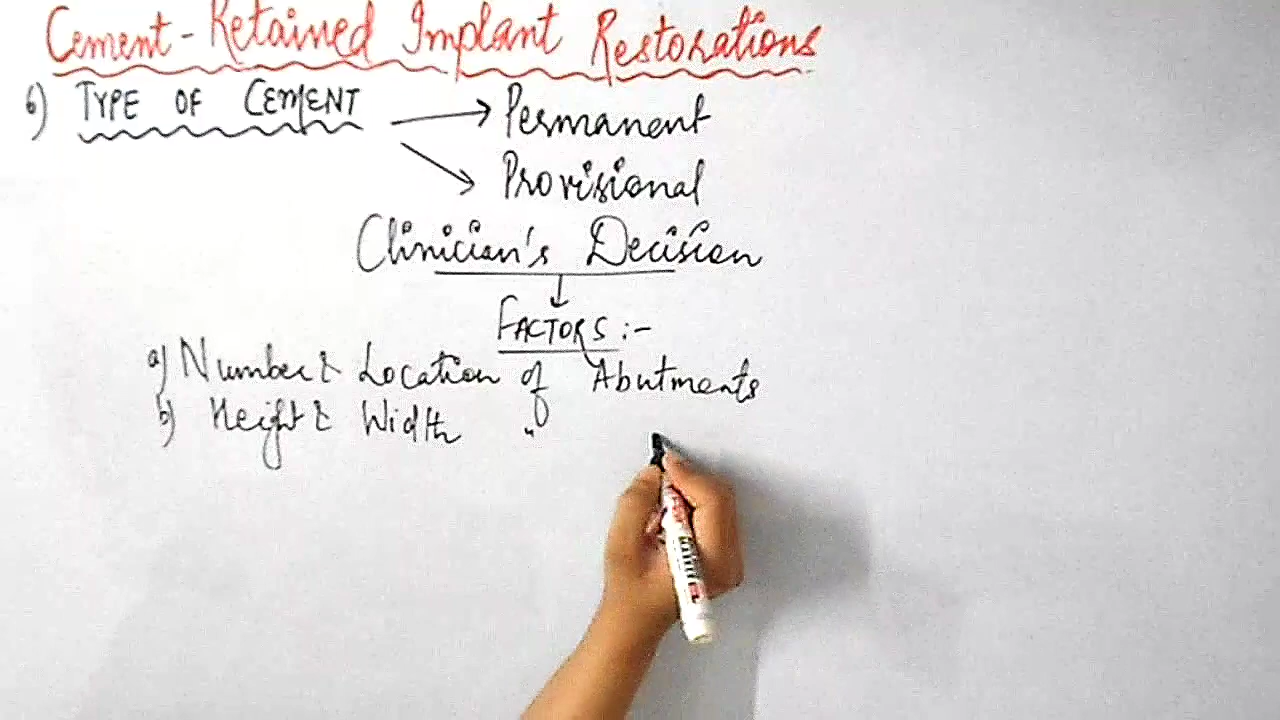 Cement-Retained Implant Restorations
6) TYPE OF CEMENT → Permanent
→ Provisional
Clinician's Decision
↓
FACTORS :-
a) Number & Location of Abutments
b) Height & Width "